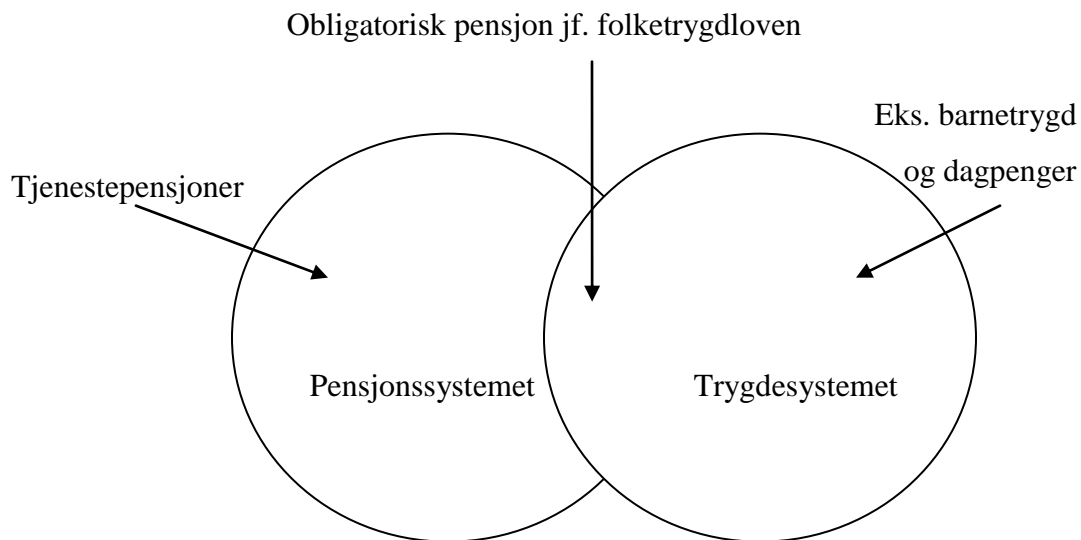 Obligatorisk pensjon jf. folketrygdloven
Eks. barnetrygd
og dagpenger
Tjenestepensjoner
Pensjonssystemet
Trygdesystemet